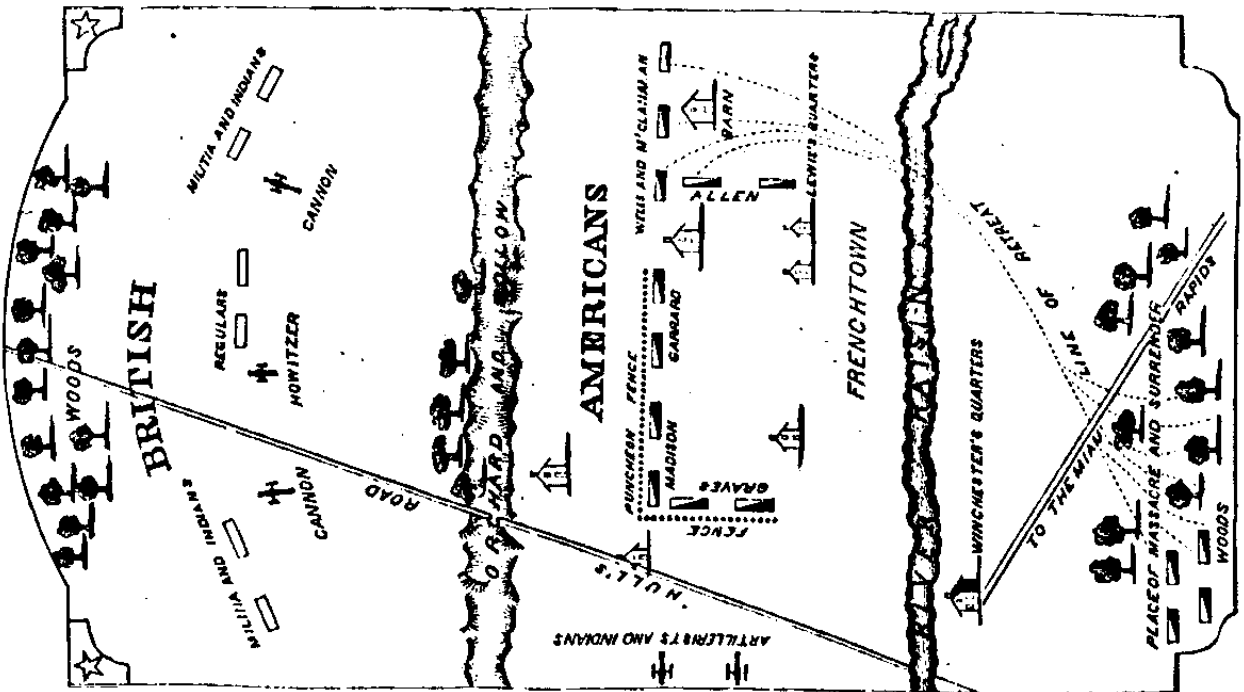 WOODS
BRITISH
MILITIA AND INDIANS
CANNON
REGULARS
HOWITZER
MILITIA AND INDIANS
CANNON
HULL'S ROAD
ORCHARD AND HOLLOW
AMERICANS
WELLS AND
BARN
ALLEN
QUARTERS
PUNCHEON FENCE
GARRARD
MADISON
GRAVES
FENCE
ARTILLERISTS AND INDIANS
FRENCHTOWN
RIVER RAISIN
WINCHESTER'S QUARTERS
LINE OF RETREAT
TO THE MIAMI RAPIDS
PLACE OF MASSACRE AND SURRENDER
WOODS